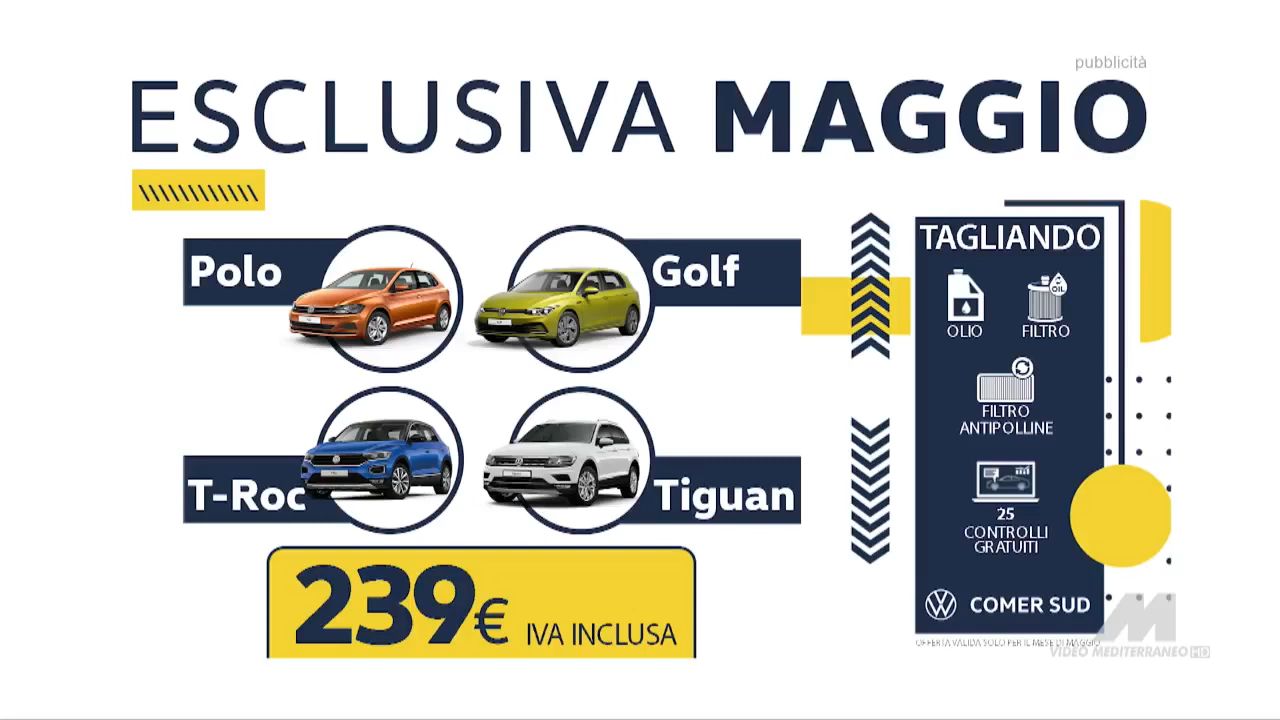 pubblicità
ESCLUSIVA MAGGIO
Polo
Golf
T-Roc
Tiguan
239€ IVA INCLUSA
TAGLIANDO
OLIO
FILTRO
OIL
FILTRO
ANTIPOLLINE
25
CONTROLLI
GRATUITI
COMER SUD
OFFERTA VALIDA SOLO PER IL MESE DI MAGGIO
VIDEO MEDITERRANEO HD